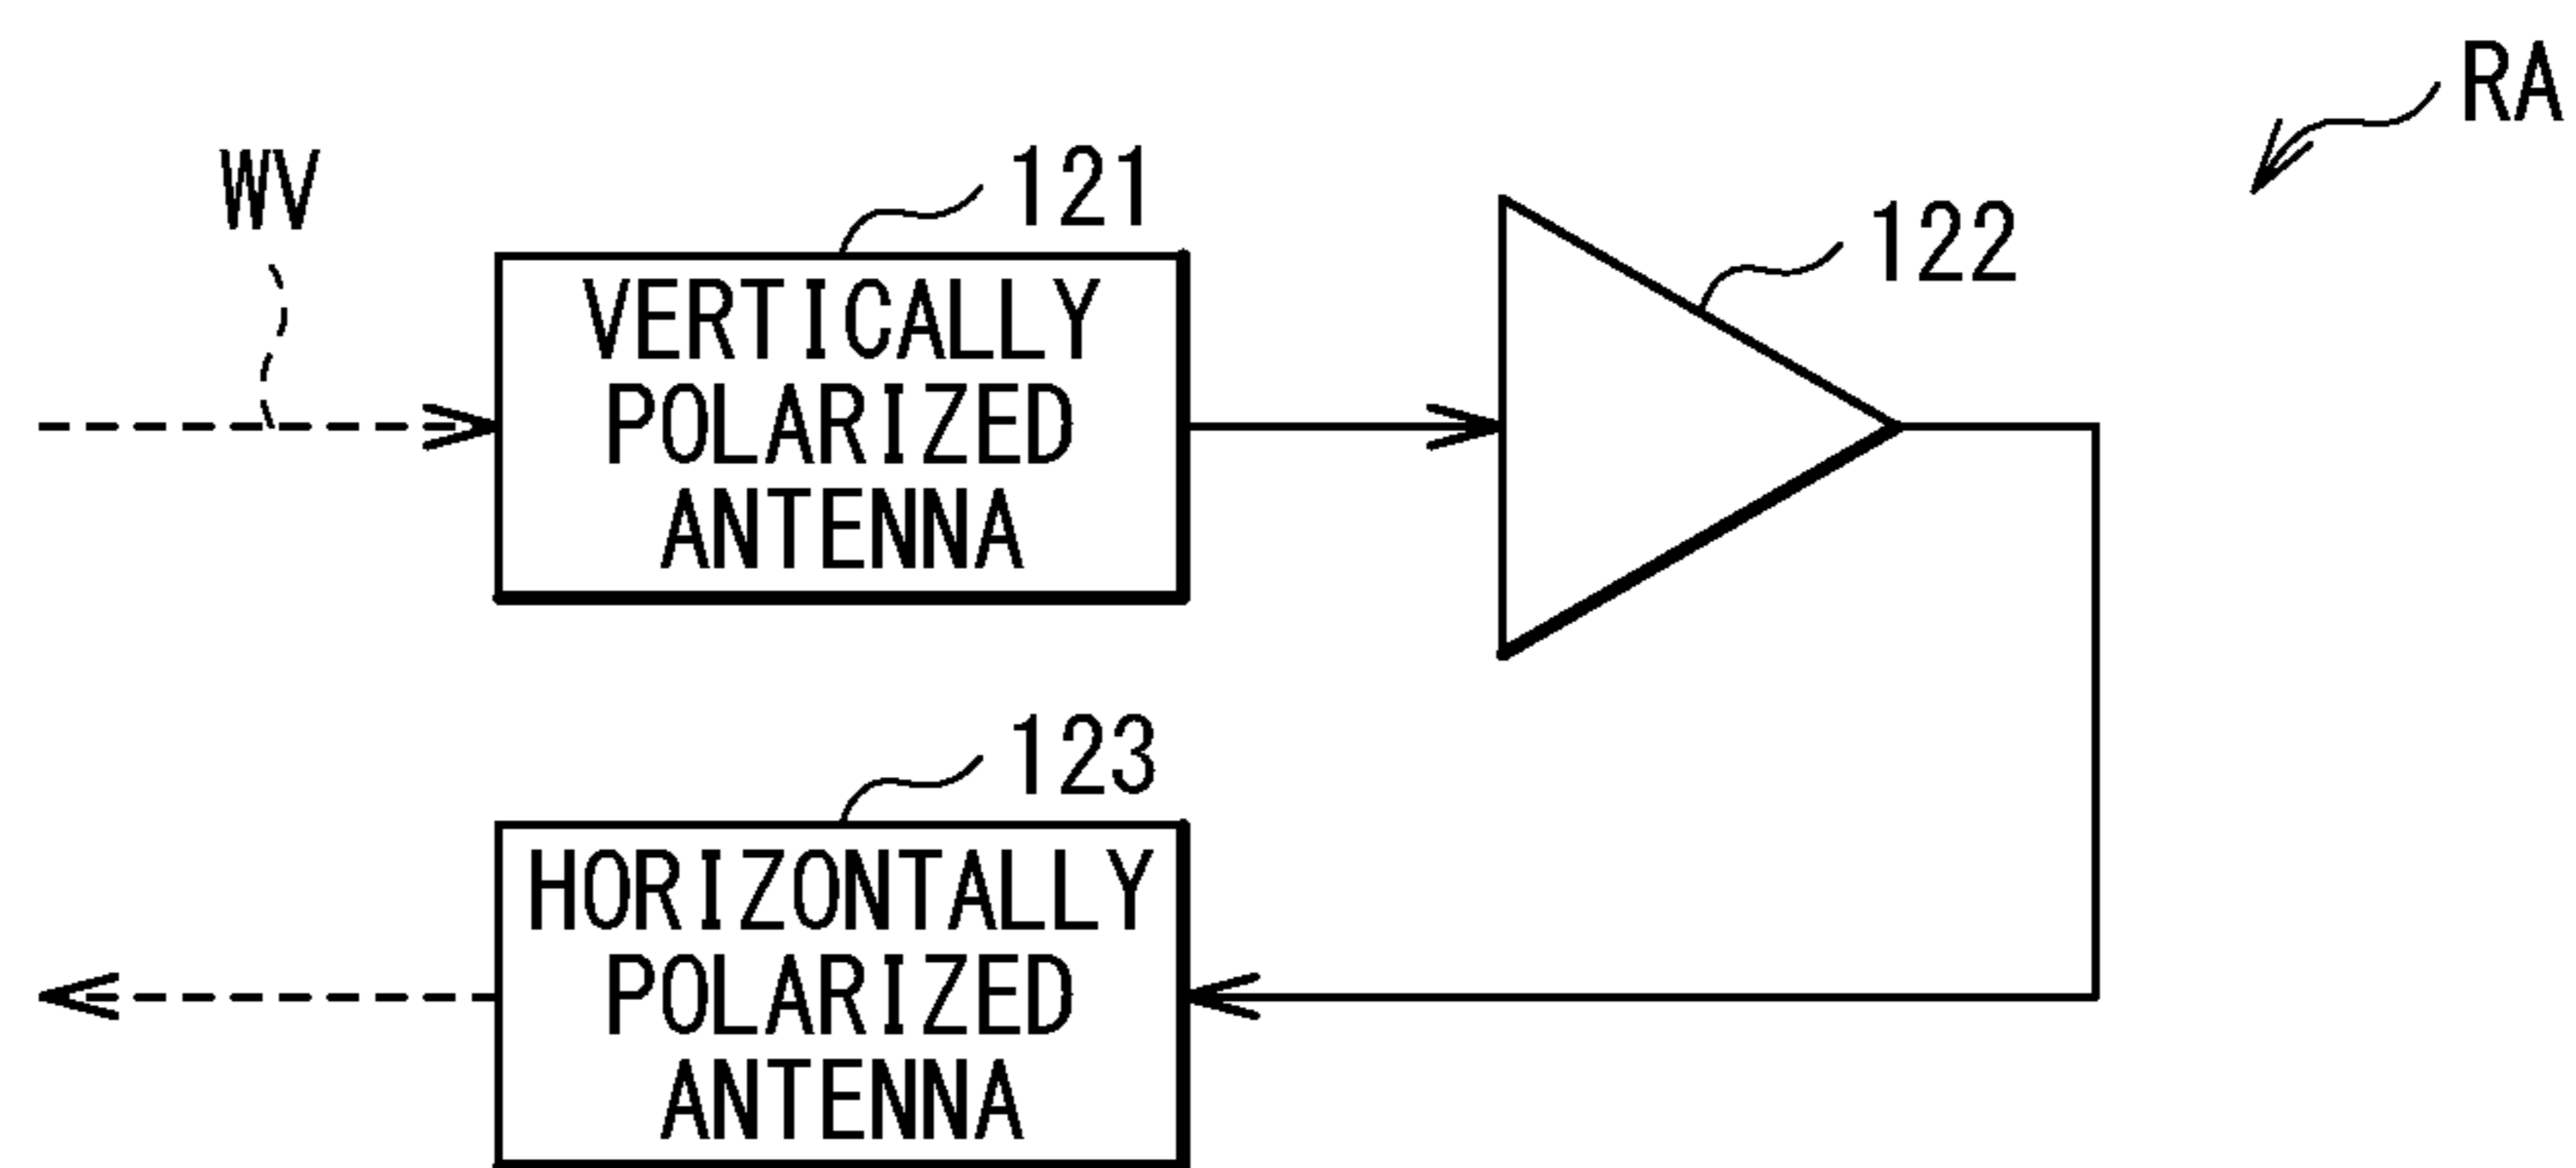 RA
WV
121
122
VERTICALLY
POLARIZED
ANTENNA
123
HORIZONTALLY
POLARIZED
ANTENNA